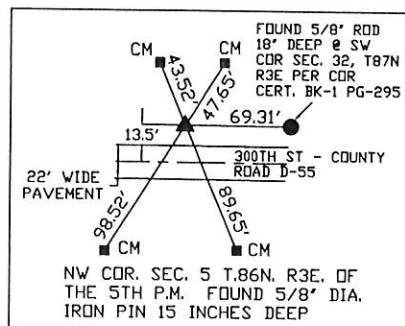 FOUND 5/8" ROD
18" DEEP @ SW
COR SEC. 32, T87N
R3E PER COR
CERT. BK-1 PG-295
CM
CM
43.52'
47.65'
69.31'
13.5'
22' WIDE
PAVEMENT
300TH ST - COUNTY
ROAD D-55
98.52'
89.65'
CM
CM
NW COR. SEC. 5 T.86N. R3E. OF
THE 5TH P.M. FOUND 5/8" DIA.
IRON PIN 15 INCHES DEEP